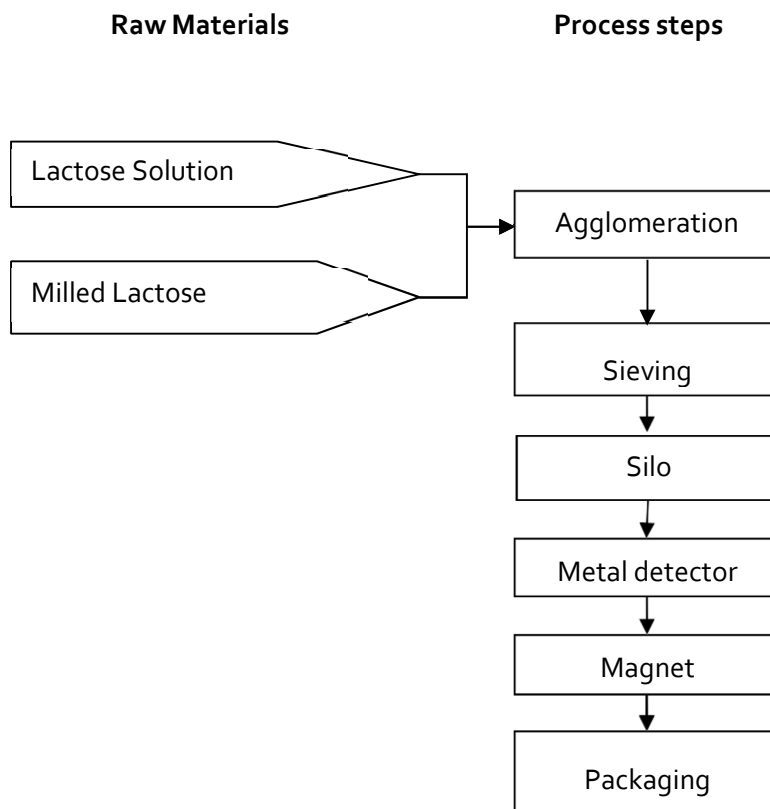 Raw Materials
Process steps
Lactose Solution
Milled Lactose
Agglomeration
Sieving
Silo
Metal detector
Magnet
Packaging